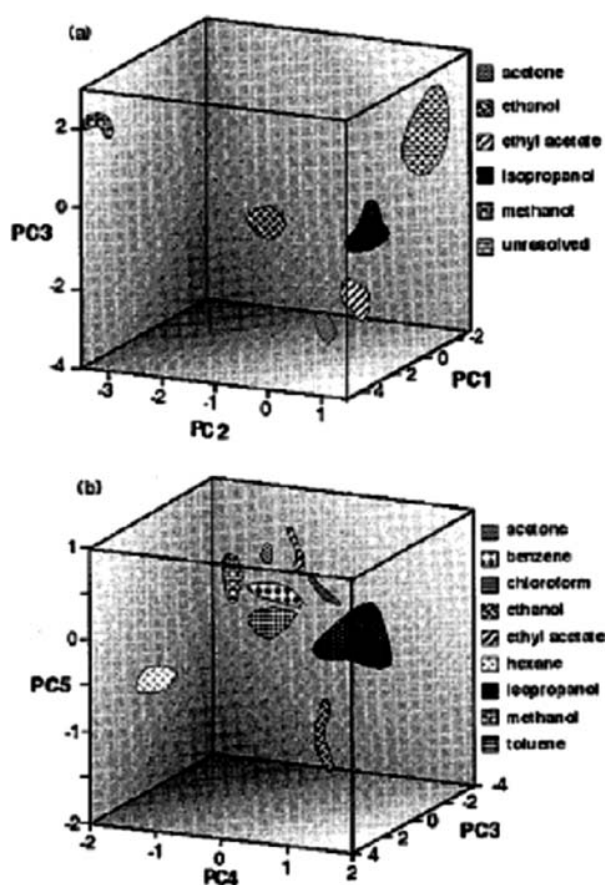 (a)
acetone
ethanol
ethyl acetate
isopropanol
methanol
unresolved
2
0
PC3
-2
-4
-3
-2
-1
0
1
PC2
4
2
0
-2
PC1
(b)
acetone
benzene
chloroform
ethanol
ethyl acetate
hexane
isopropanol
methanol
toluene
1
0
PC5
-1
-2
-2
-1
0
1
2
PC4
4
2
0
-2
-4
PC3